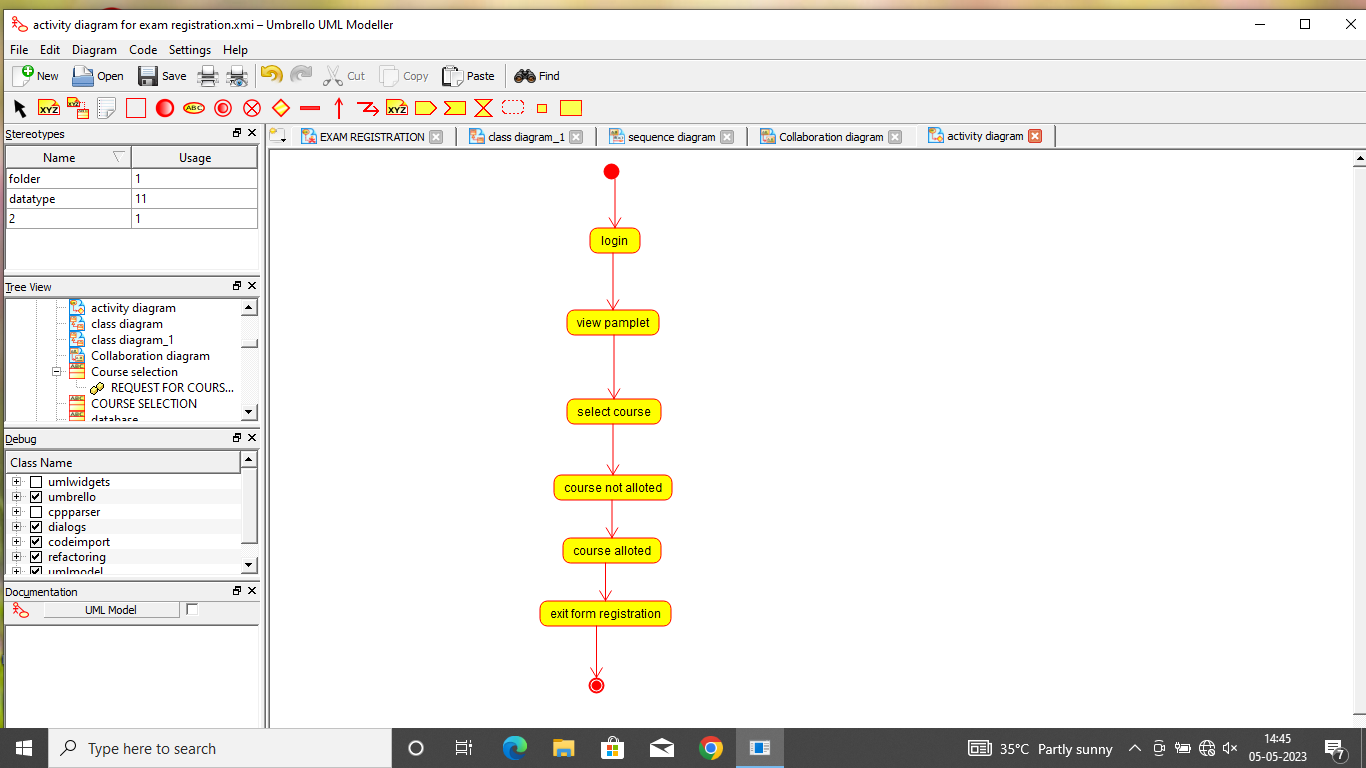 activity diagram for exam registration.xmi – Umbrello UML Modeller
File Edit Diagram Code Settings Help
New Open Save Cut Copy Paste Find
XYZ XYZ ABC XYZ
Stereotypes
EXAM REGISTRATION class diagram_1 sequence diagram Collaboration diagram activity diagram
Name Usage
folder 1
datatype 11
2 1
Tree View
activity diagram
class diagram
class diagram_1
Collaboration diagram
Course selection
REQUEST FOR COURS...
COURSE SELECTION
database
Debug
Class Name
umlwidgets
umbrello
cppparser
dialogs
codeimport
refactoring
umlmodel
Documentation
UML Model
login
view pamplet
select course
course not alloted
course alloted
exit form registration
Type here to search
35°C Partly sunny
14:45
05-05-2023
7